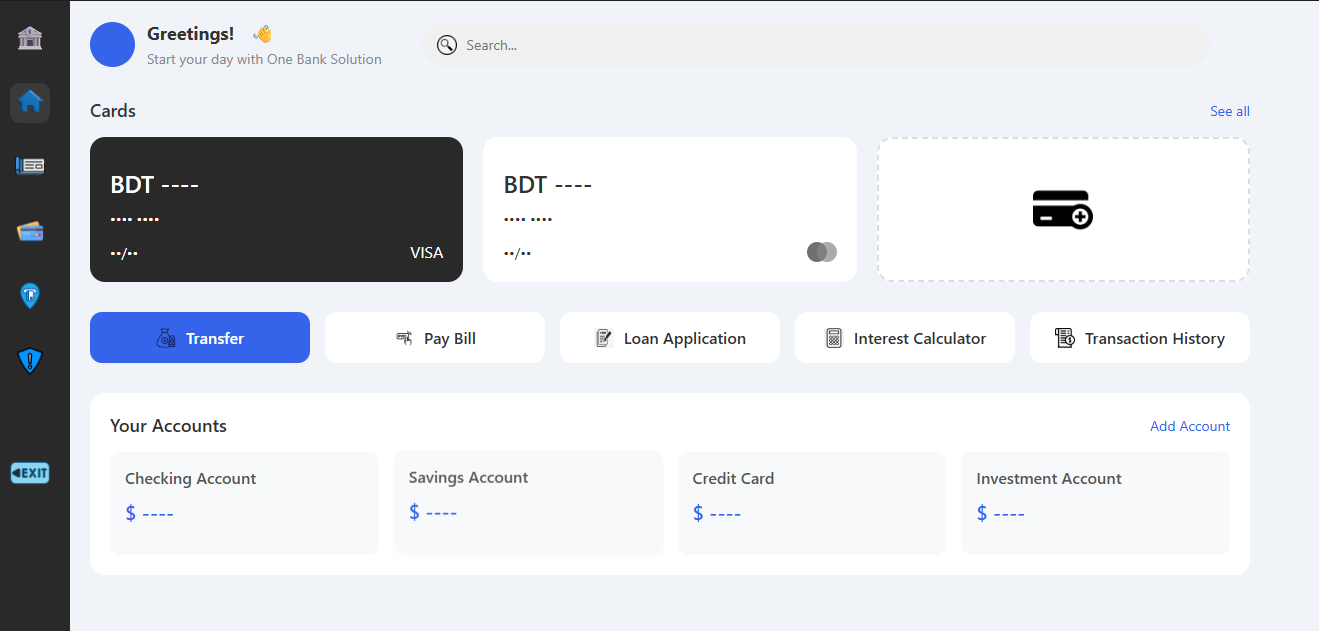 Greetings! 👋
Start your day with One Bank Solution
Search...
Cards
See all
BDT ----
•••• ••••
••/••
VISA
BDT ----
•••• ••••
••/••
Transfer
Pay Bill
Loan Application
Interest Calculator
Transaction History
Your Accounts
Add Account
Checking Account
$ ----
Savings Account
$ ----
Credit Card
$ ----
Investment Account
$ ----
EXIT